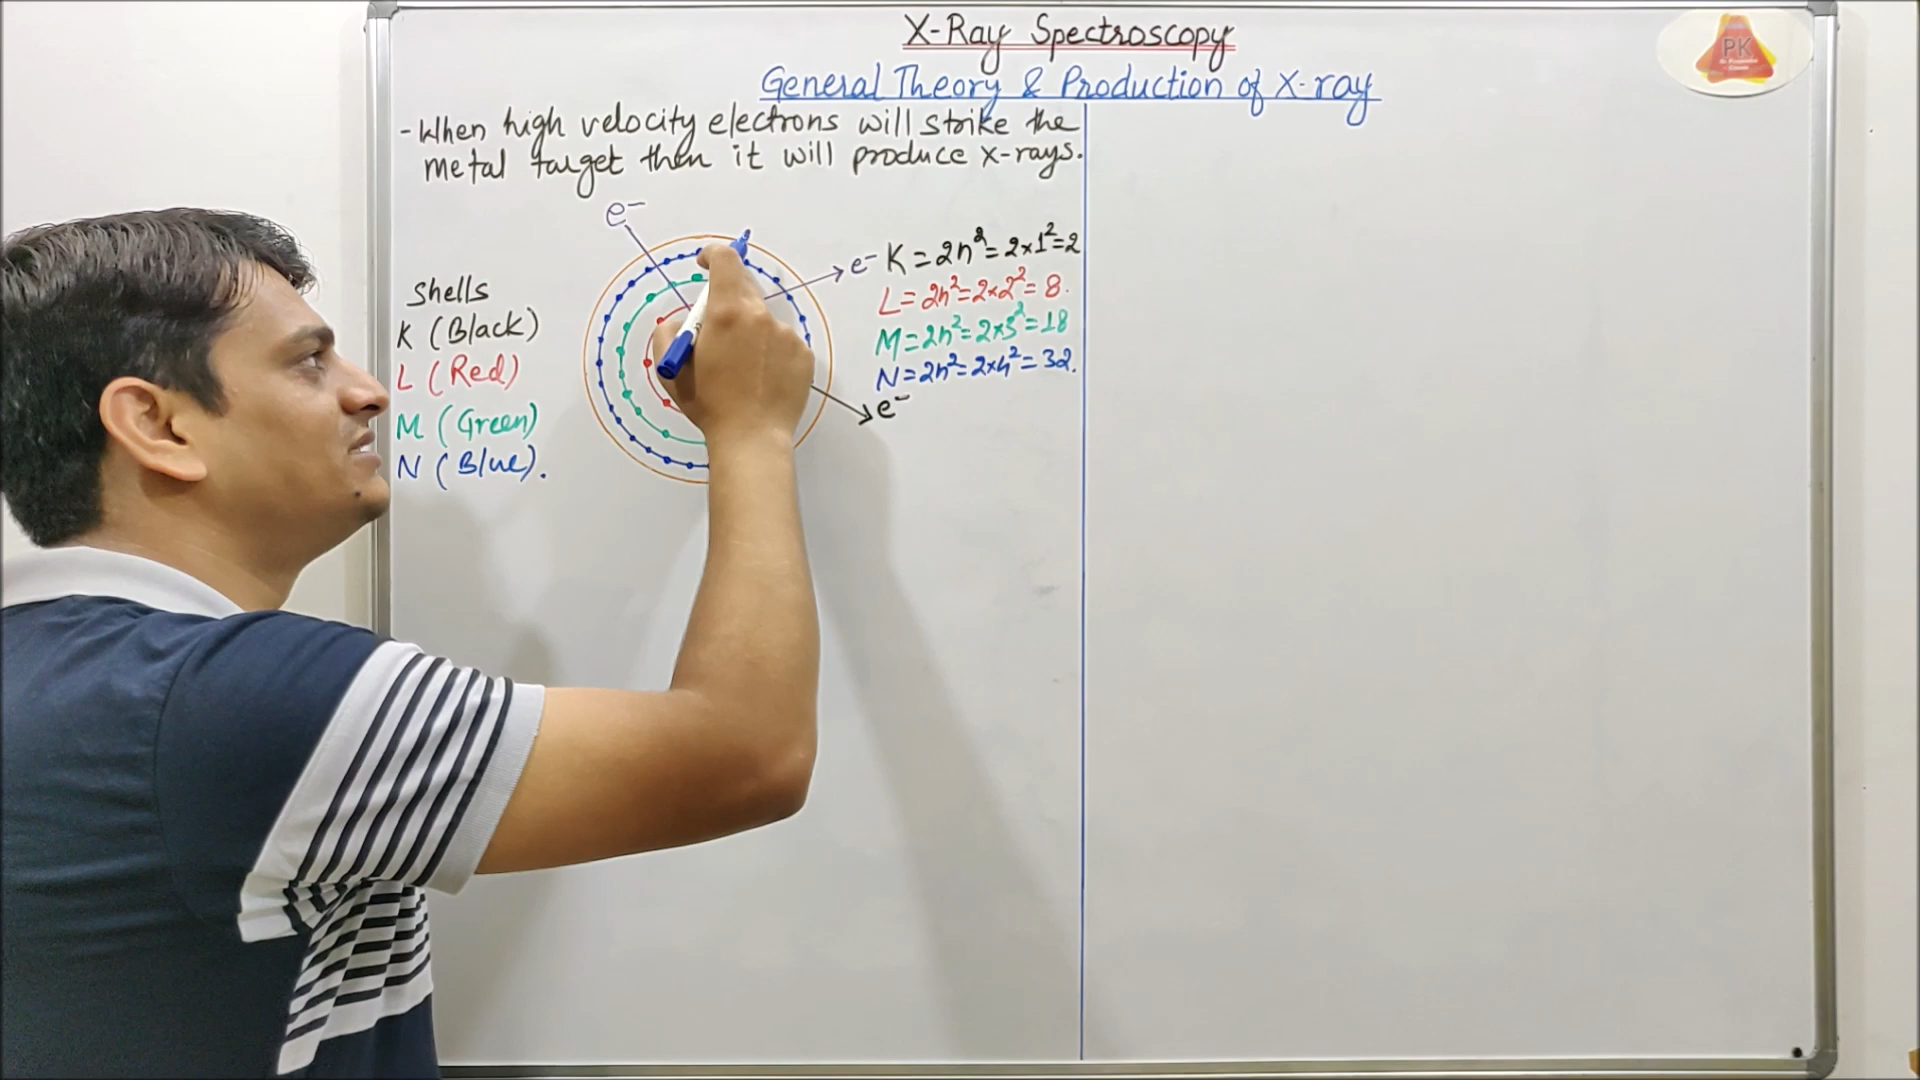 X-Ray Spectroscopy
General Theory & Production of X-ray
- When high velocity electrons will strike the
metal target then it will produce X-rays.
e⁻
e⁻
e⁻
K = 2n² = 2×1² = 2
L = 2n² = 2×2² = 8.
M = 2n² = 2×3² = 18
N = 2n² = 2×4² = 32.
Shells
K (Black)
L (Red)
M (Green)
N (Blue).
PK